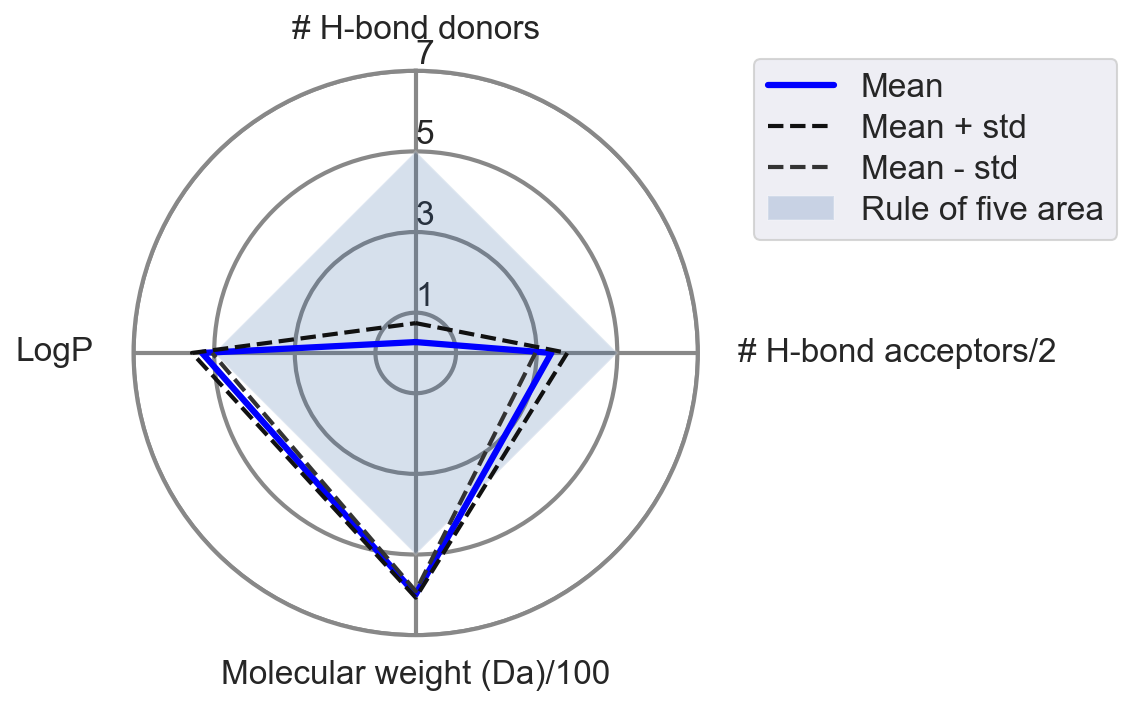 # H-bond donors
7
5
3
1
LogP
# H-bond acceptors/2
Molecular weight (Da)/100
Mean
Mean + std
Mean - std
Rule of five area